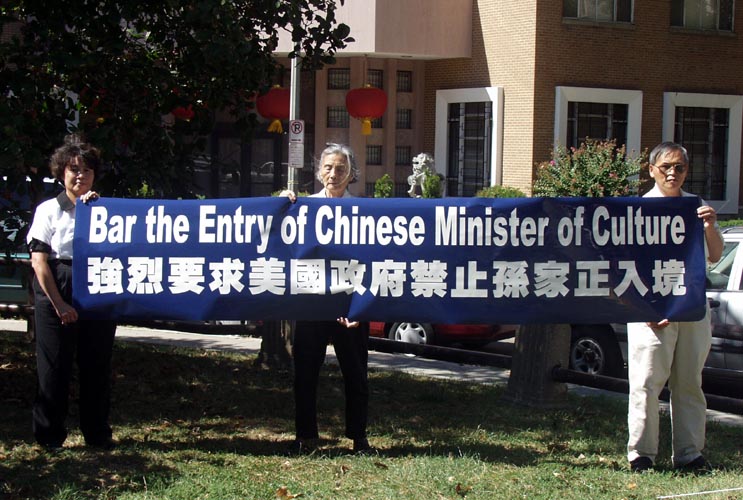 Bar the Entry of Chinese Minister of Culture
強烈要求美國政府禁止孫家正入境